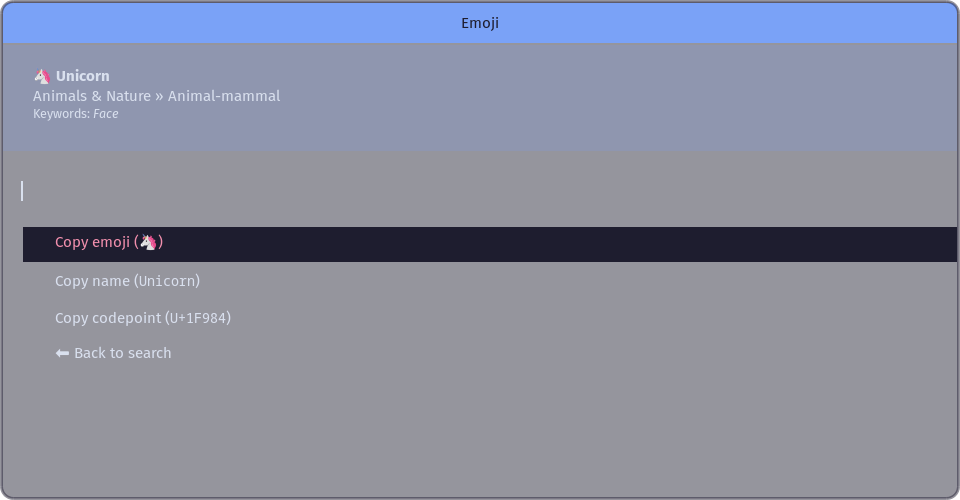 Emoji
🦄 Unicorn
Animals & Nature » Animal-mammal
Keywords: Face
Copy emoji (🦄)
Copy name (Unicorn)
Copy codepoint (U+1F984)
⬅ Back to search